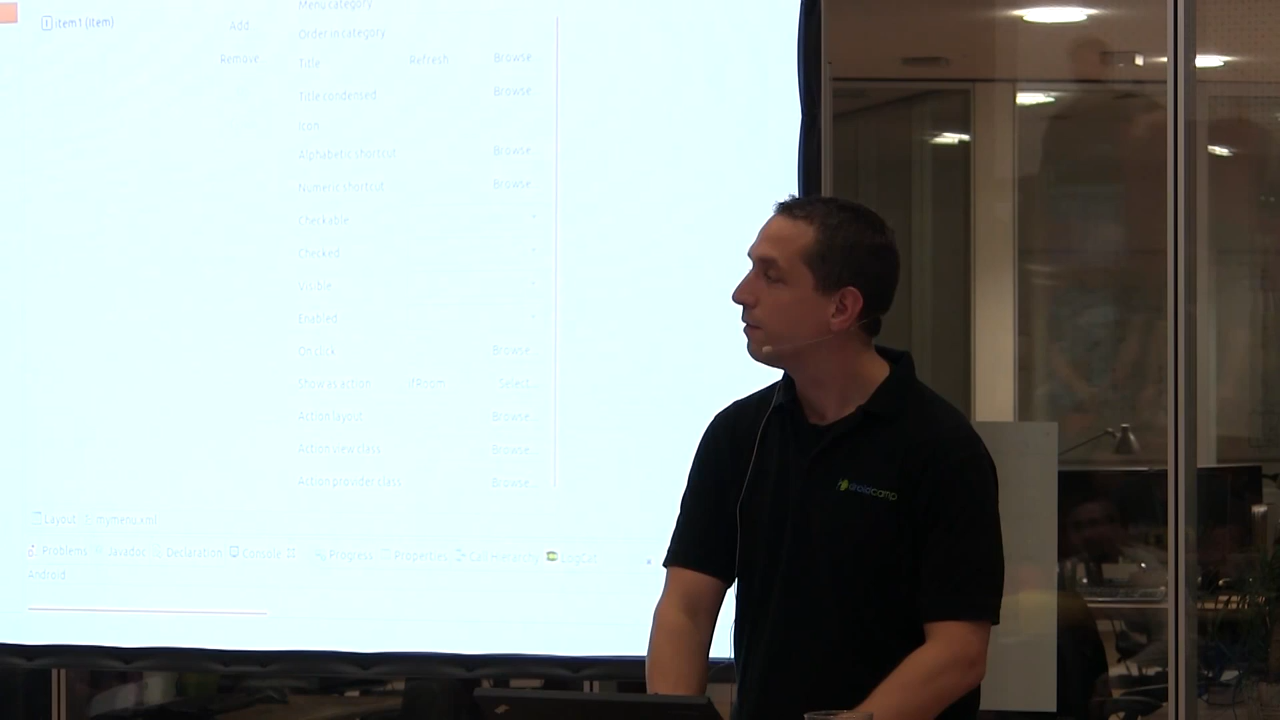 Menu category
item1 (Item) Add Order in category
Remove Title Refresh Browse...
Title condensed Browse...
Icon
Alphabetic shortcut Browse...
Numeric shortcut Browse...
Checkable
Checked
Visible
Enabled
On click Browse...
Show as action ifRoom Select...
Action layout Browse...
Action view class Browse...
Action provider class Browse...
Layout mymenu.xml
Problems Javadoc Declaration Console Progress Properties Call Hierarchy LogCat
Android
droidcamp